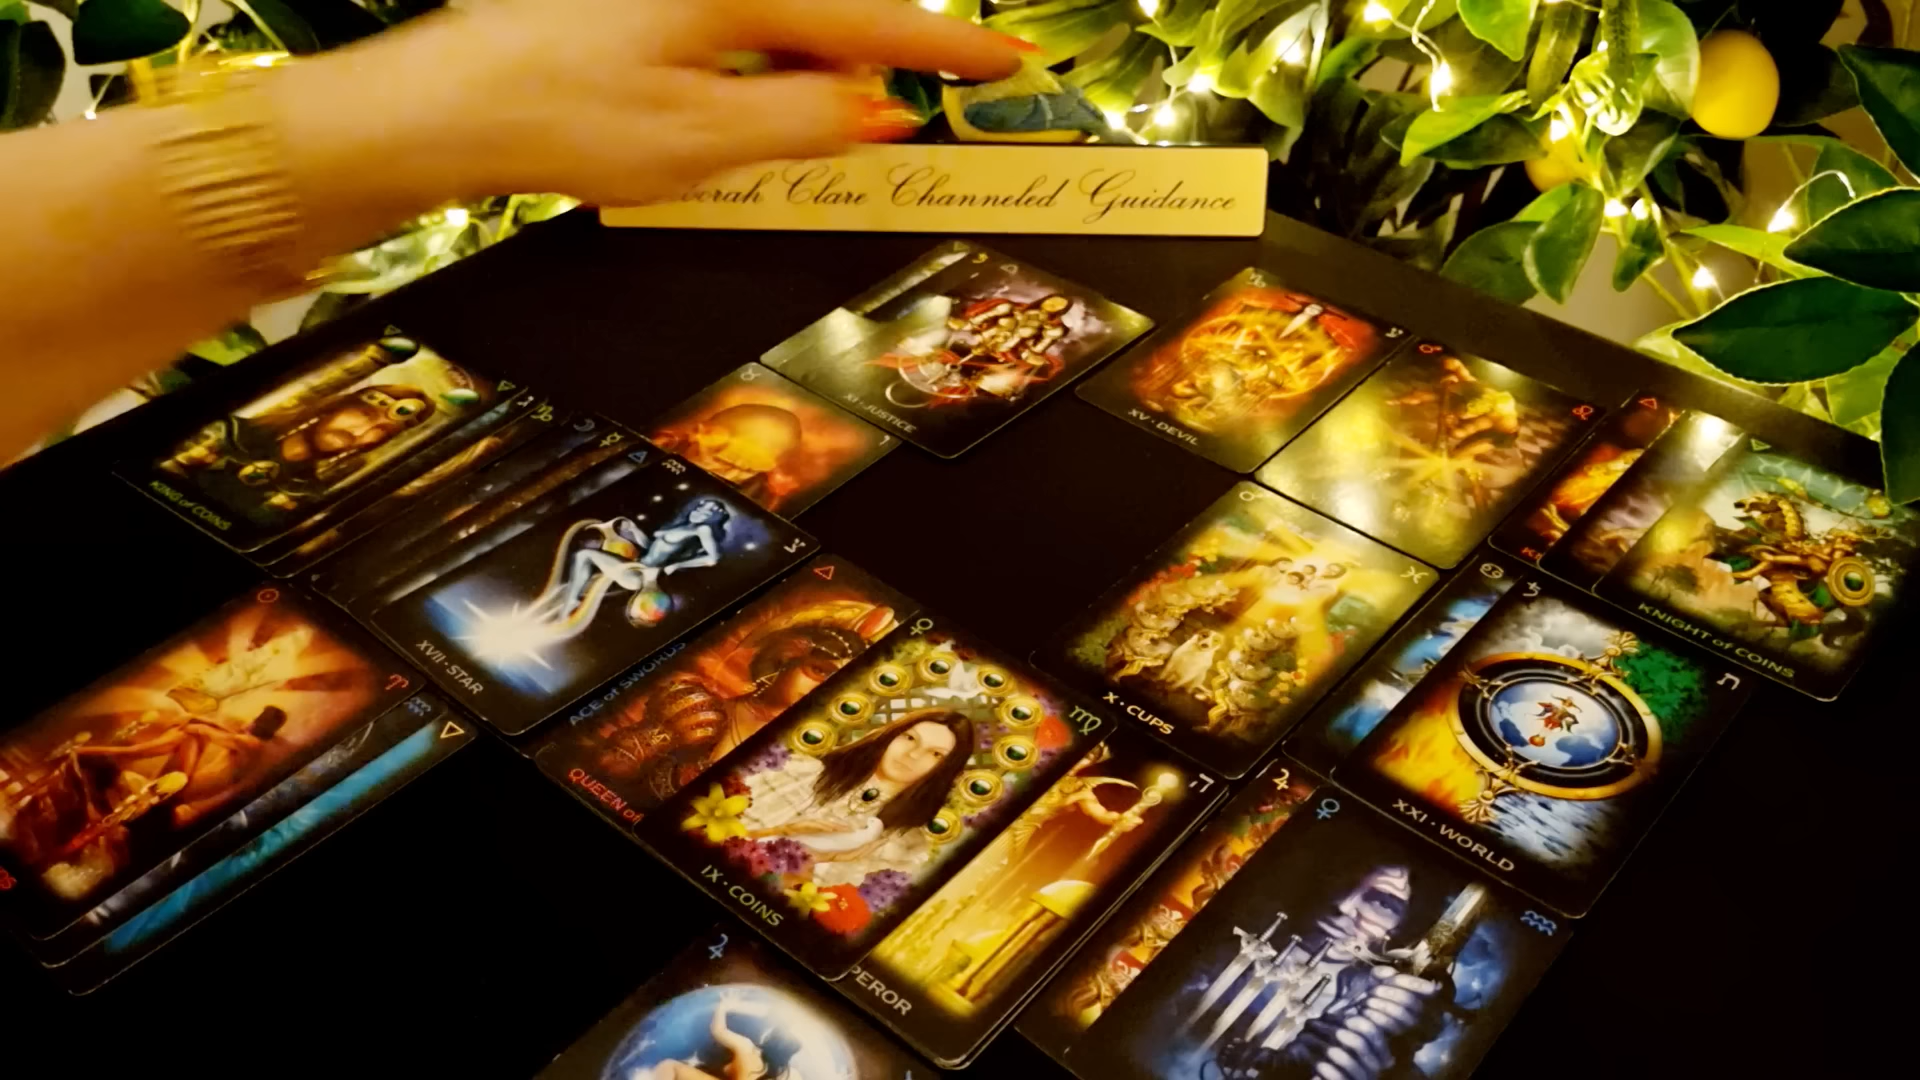 borah Clare Channeled Guidance
XI · JUSTICE
XV · DEVIL
KING of COINS
KNIGHT of COINS
XVII · STAR
ACE of SWORDS
X · CUPS
QUEEN of
XXI · WORLD
IX · COINS
PEROR